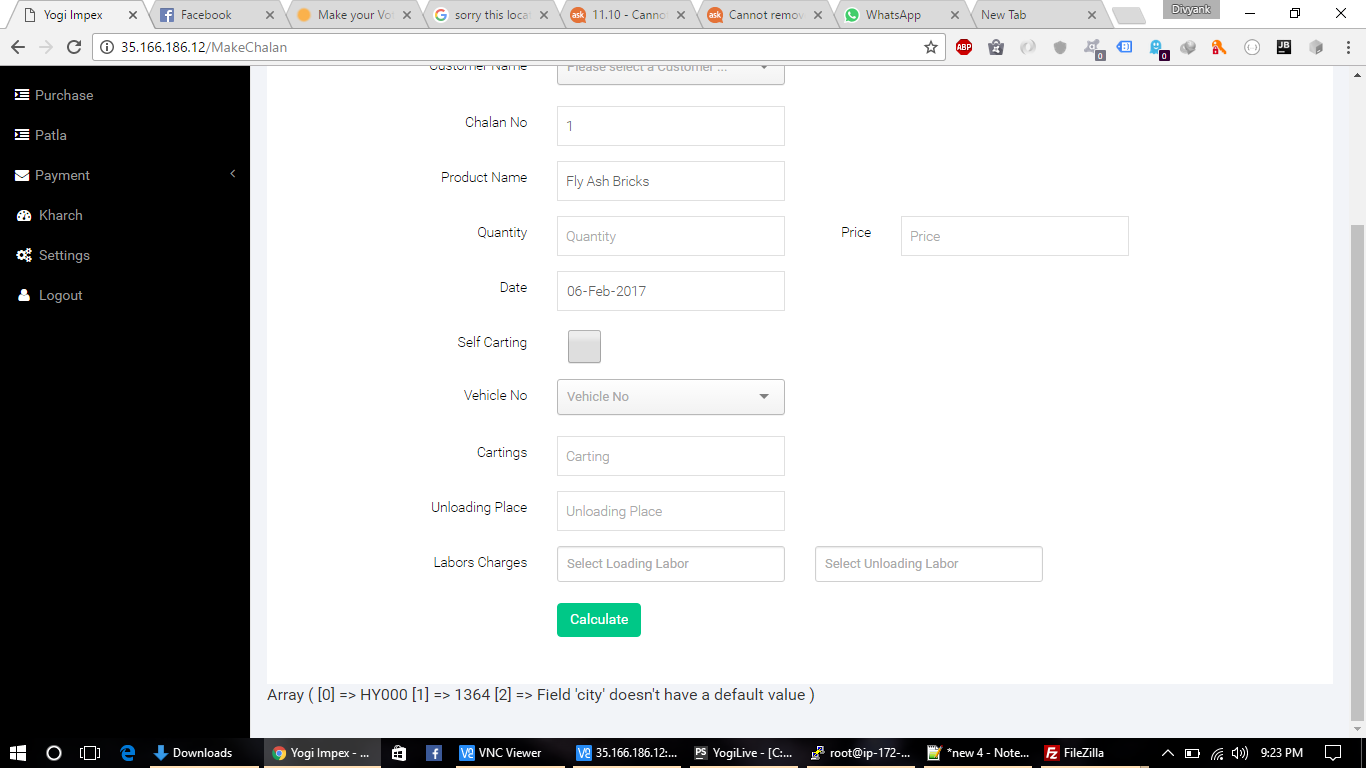 Yogi Impex
Facebook
Make your Vo
sorry this locat
11.10 - Canno
Cannot remov
WhatsApp
New Tab
Divyank
35.166.186.12/MakeChalan
ABP
0
0
JB
Customer Name
Please select a Customer ...
Purchase
Patla
Payment
Kharch
Settings
Logout
Chalan No
1
Product Name
Fly Ash Bricks
Quantity
Quantity
Price
Price
Date
06-Feb-2017
Self Carting
Vehicle No
Vehicle No
Cartings
Carting
Unloading Place
Unloading Place
Labors Charges
Select Loading Labor
Select Unloading Labor
Calculate
Array ( [0] => HY000 [1] => 1364 [2] => Field 'city' doesn't have a default value )
Downloads
Yogi Impex - ...
VNC Viewer
35.166.186.12:...
YogiLive - [C:...
root@ip-172-...
*new 4 - Note...
FileZilla
9:23 PM